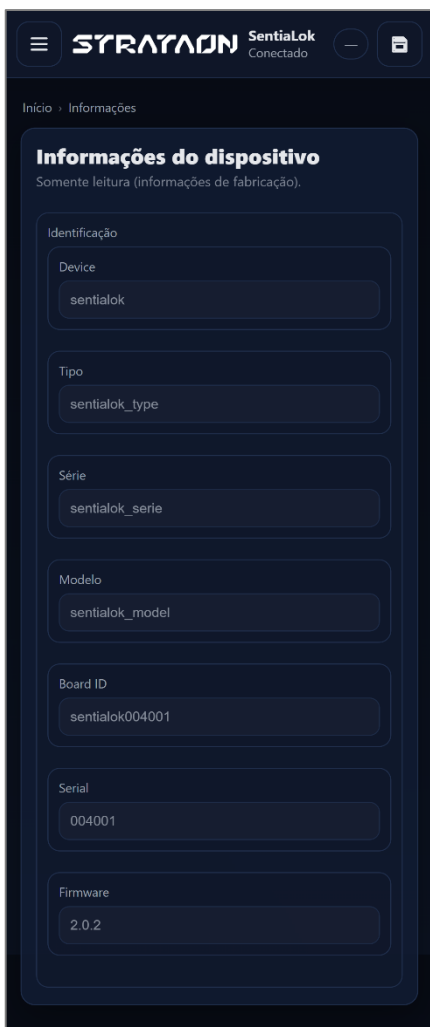 STRATAON
SentiaLok
Conectado
—
Início › Informações
Informações do dispositivo
Somente leitura (informações de fabricação).
Identificação
Device
sentialok
Tipo
sentialok_type
Série
sentialok_serie
Modelo
sentialok_model
Board ID
sentialok004001
Serial
004001
Firmware
2.0.2